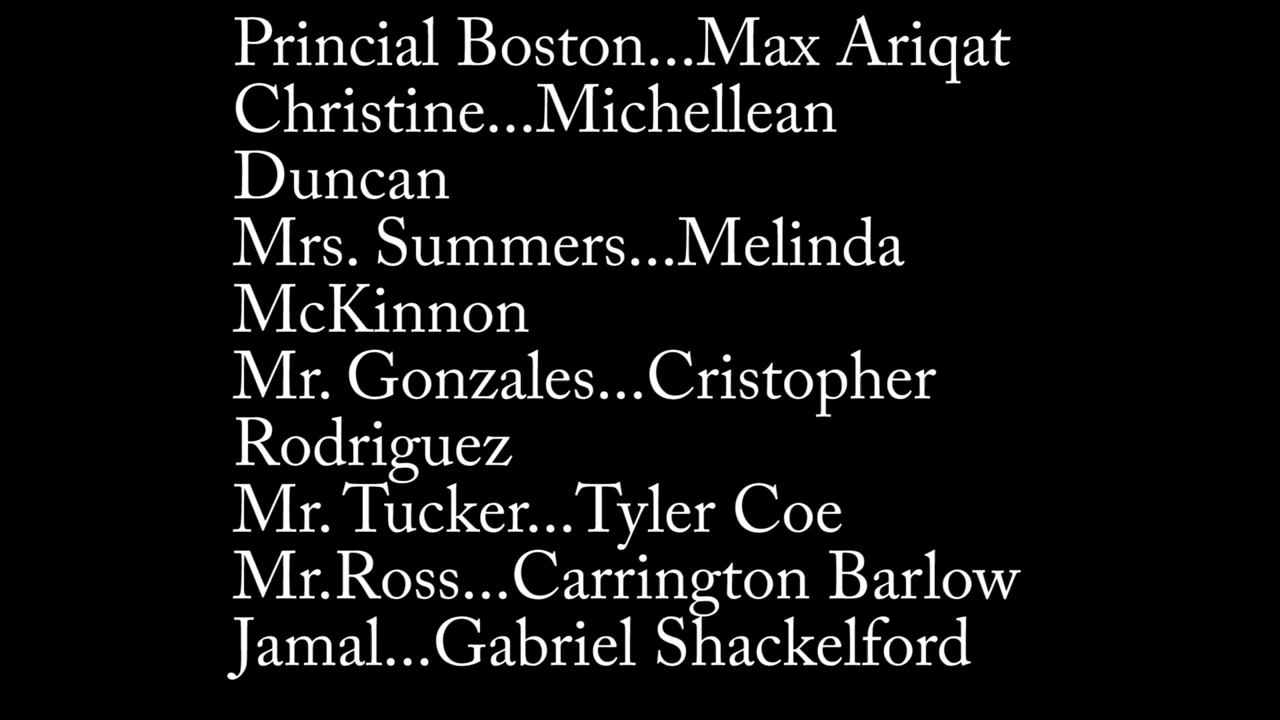 Princial Boston...Max Ariqat
Christine...Michellean
Duncan
Mrs. Summers...Melinda
McKinnon
Mr. Gonzales...Cristopher
Rodriguez
Mr. Tucker...Tyler Coe
Mr.Ross...Carrington Barlow
Jamal...Gabriel Shackelford